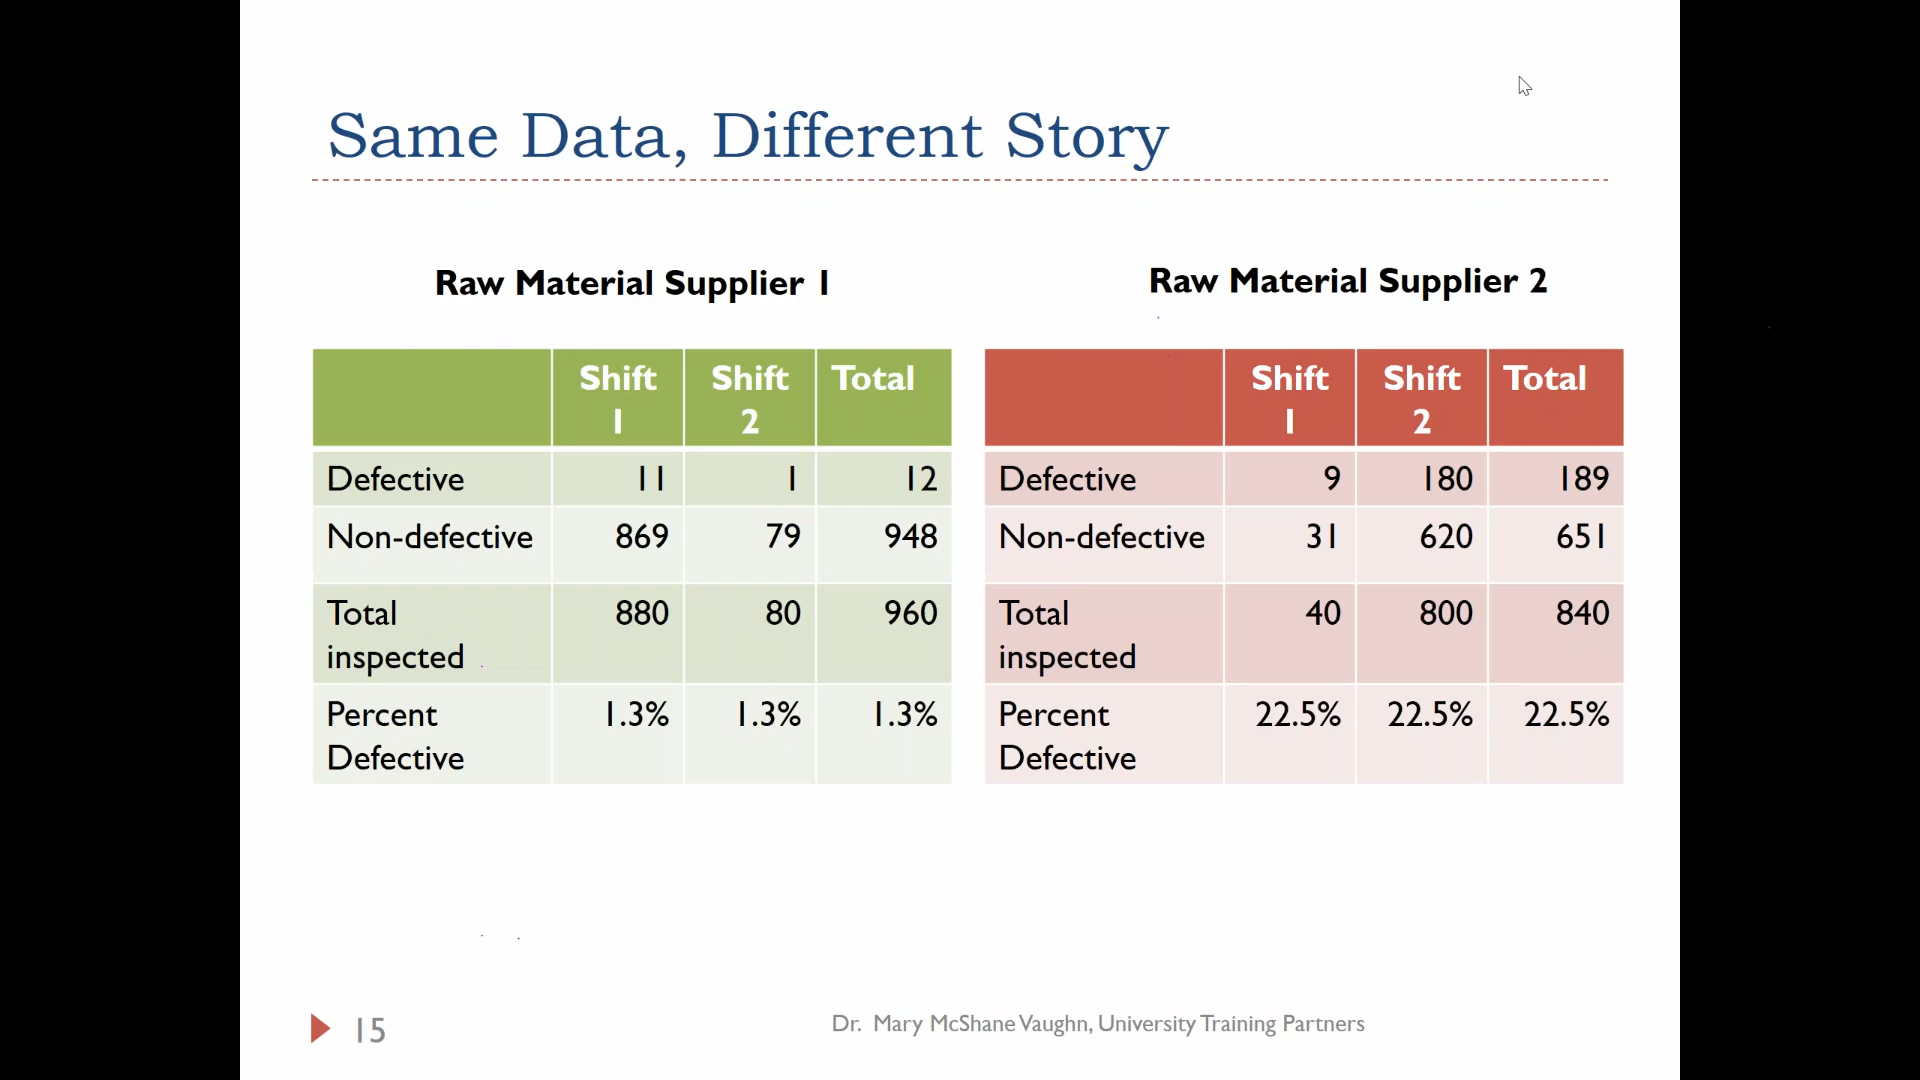 Same Data, Different Story
Raw Material Supplier 1
Shift 1 Shift 2 Total
Defective 11 1 12
Non-defective 869 79 948
Total inspected 880 80 960
Percent Defective 1.3% 1.3% 1.3%
Raw Material Supplier 2
Shift 1 Shift 2 Total
Defective 9 180 189
Non-defective 31 620 651
Total inspected 40 800 840
Percent Defective 22.5% 22.5% 22.5%
15
Dr. Mary McShane Vaughn, University Training Partners